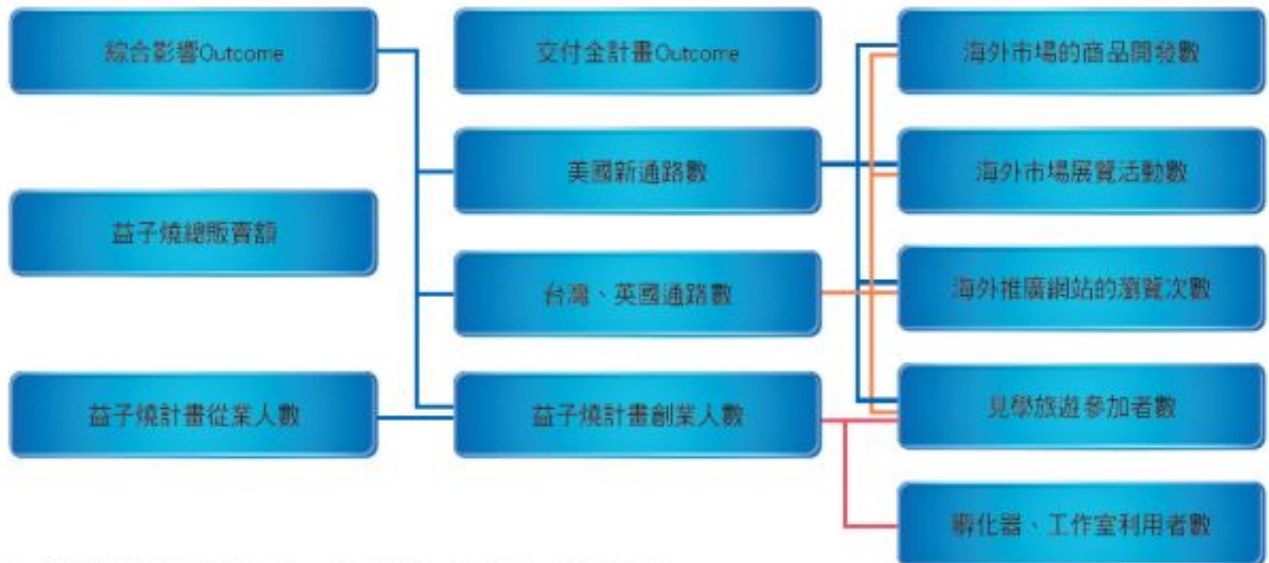 綜合影響Outcome
交付金計畫Outcome
海外市場的商品開發數
美國新通路數
海外市場展覽活動數
益子燒總販賣額
台灣、英國通路數
海外推廣網站的瀏覽次數
益子燒計畫從業人數
益子燒計畫創業人數
見學旅遊參加者數
孵化器、工作室利用者數